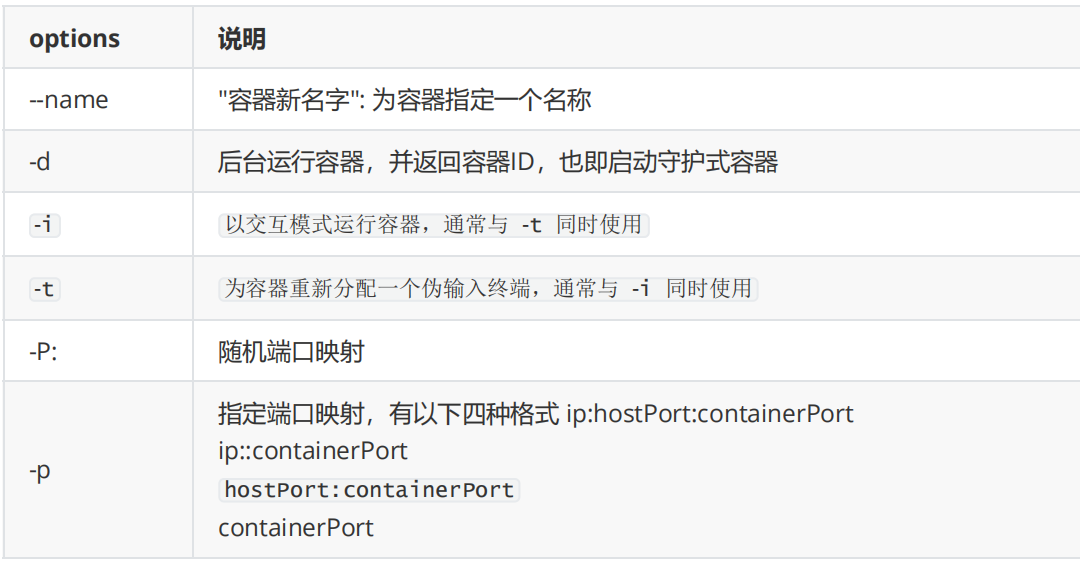 options 说明
--name "容器新名字": 为容器指定一个名称
-d 后台运行容器，并返回容器ID，也即启动守护式容器
-i 以交互模式运行容器，通常与 -t 同时使用
-t 为容器重新分配一个伪输入终端，通常与 -i 同时使用
-P: 随机端口映射
-p 指定端口映射，有以下四种格式 ip:hostPort:containerPort
ip::containerPort
hostPort:containerPort
containerPort